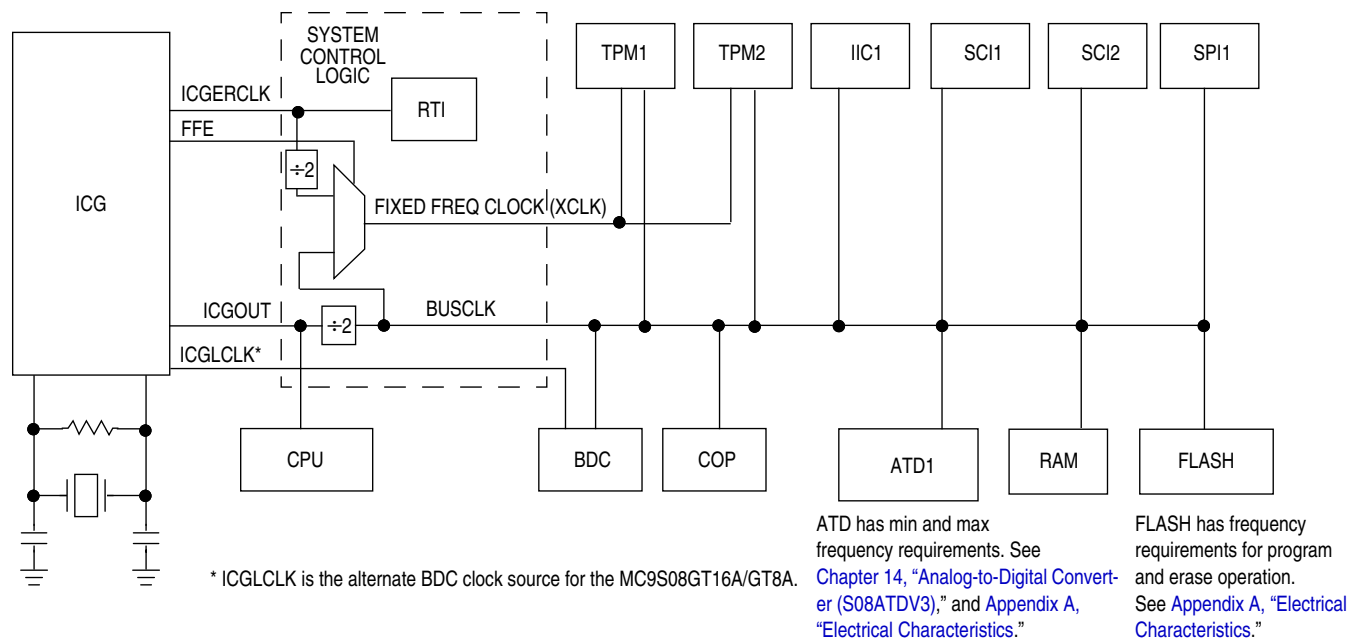 SYSTEM
CONTROL
LOGIC
TPM1
TPM2
IIC1
SCI1
SCI2
SPI1
ICGERCLK
RTI
FFE
÷2
ICG
FIXED FREQ CLOCK (XCLK)
ICGOUT
÷2
BUSCLK
ICGLCLK*
CPU
BDC
COP
ATD1
RAM
FLASH
ATD has min and max
frequency requirements. See
Chapter 14, “Analog-to-Digital Convert-
er (S08ATDV3),” and Appendix A,
“Electrical Characteristics.”
FLASH has frequency
requirements for program
and erase operation.
See Appendix A, “Electrical
Characteristics.”
* ICGLCLK is the alternate BDC clock source for the MC9S08GT16A/GT8A.